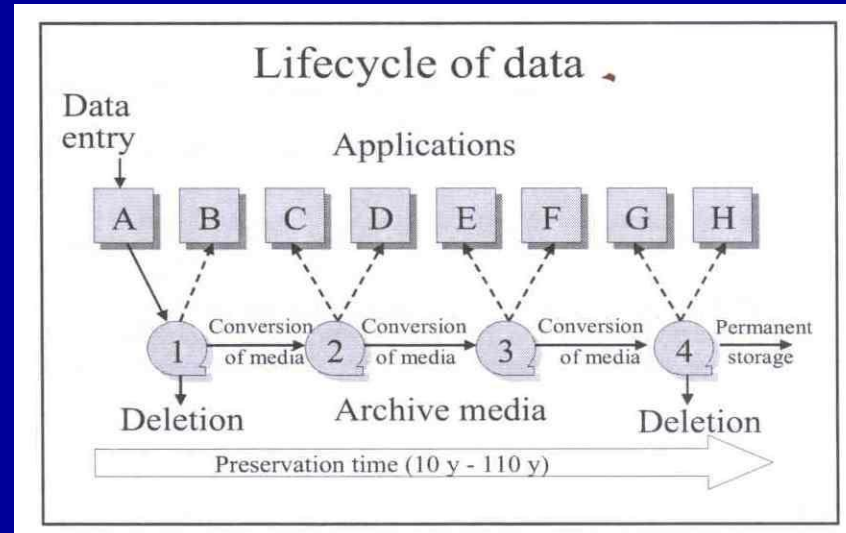 Lifecycle of data
Data
entry
Applications
A B C D E F G H
Conversion Conversion Conversion Permanent
1 of media 2 of media 3 of media 4 storage
Deletion Archive media Deletion
Preservation time (10 y - 110 y)